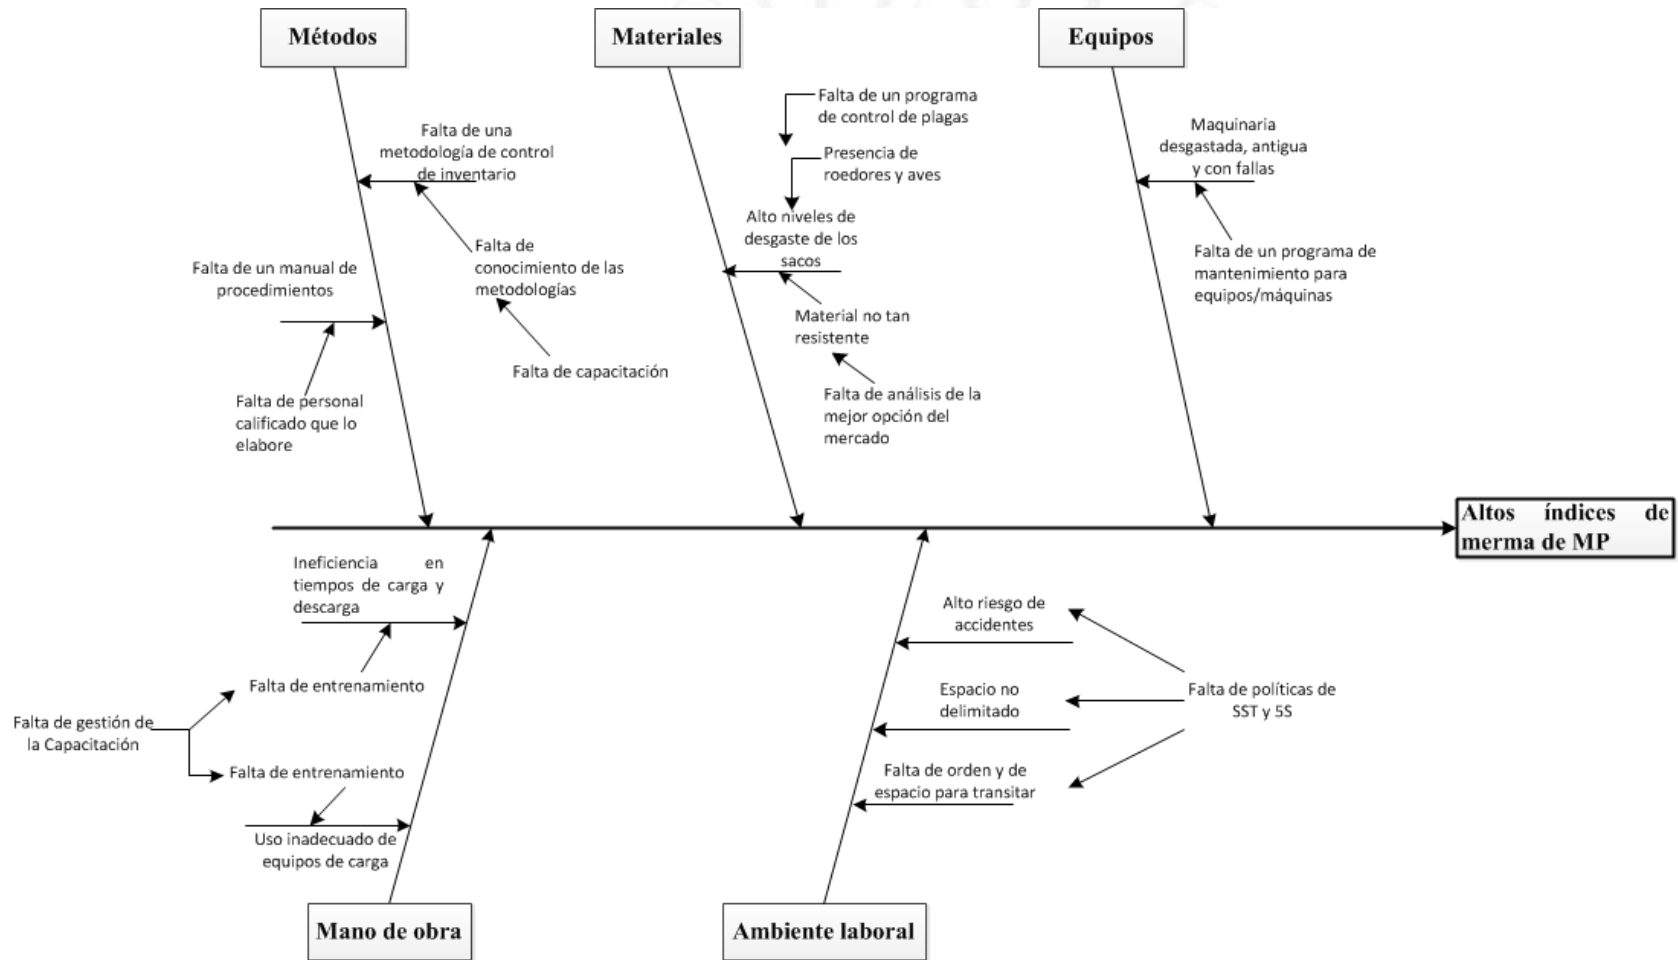 Métodos
Materiales
Equipos
Falta de una
metodología de control
de inventario
Falta de
conocimiento de las
metodologías
Falta de capacitación
Falta de un manual de
procedimientos
Falta de personal
calificado que lo
elabore
Falta de un programa
de control de plagas
Presencia de
roedores y aves
Alto niveles de
desgaste de los
sacos
Material no tan
resistente
Falta de análisis de la
mejor opción del
mercado
Maquinaria
desgastada, antigua
y con fallas
Falta de un programa de
mantenimiento para
equipos/máquinas
Altos índices de
merma de MP
Ineficiencia en
tiempos de carga y
descarga
Falta de entrenamiento
Falta de gestión de
la Capacitación
Falta de entrenamiento
Uso inadecuado de
equipos de carga
Alto riesgo de
accidentes
Espacio no
delimitado
Falta de orden y de
espacio para transitar
Falta de políticas de
SST y 5S
Mano de obra
Ambiente laboral